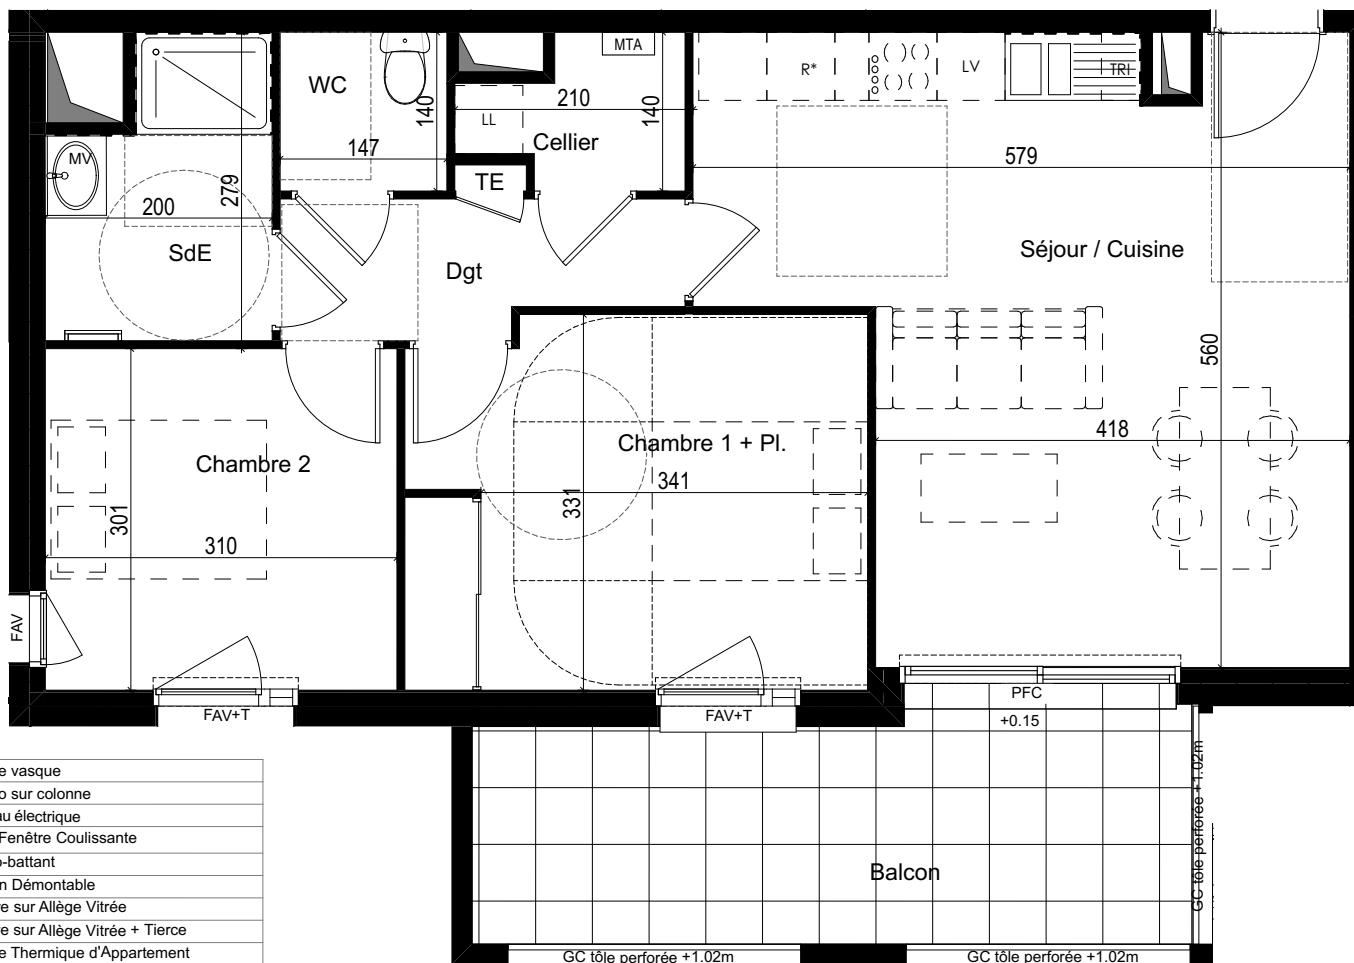 WC
MTA
R*
LV
TRI
140
210
140
LL
Cellier
147
579
MV
TE
279
200
SdE
Dgt
Séjour / Cuisine
560
418
Chambre 1 + Pl.
Chambre 2
341
331
301
310
FAV
FAV+T
FAV+T
PFC
+0.15
GC tôle perforée +1.02m
Balcon
GC tôle perforée +1.02m
GC tôle perforée +1.02m
e vasque
o sur colonne
au électrique
Fenêtre Coulissante
o-battant
n Démontable
re sur Allège Vitrée
re sur Allège Vitrée + Tierce
e Thermique d'Appartement